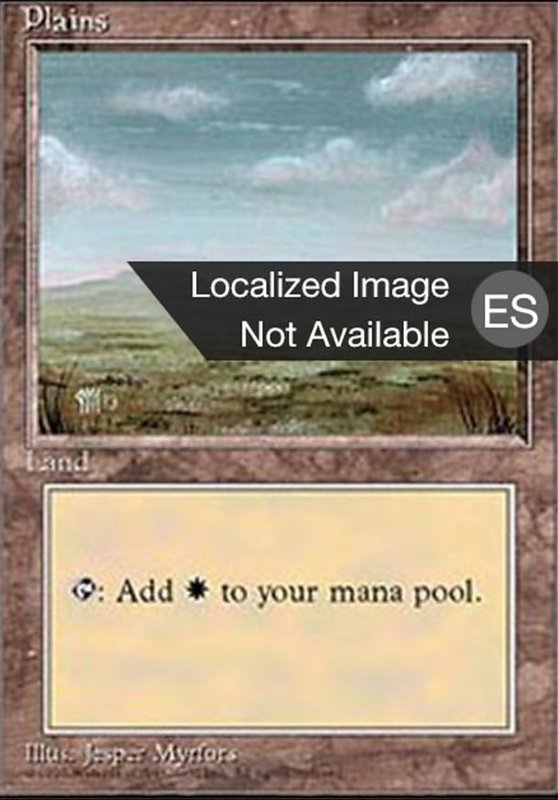 Plains
Localized Image
Not Available
ES
Land
: Add to your mana pool.
Illus. Jesper Myrfors